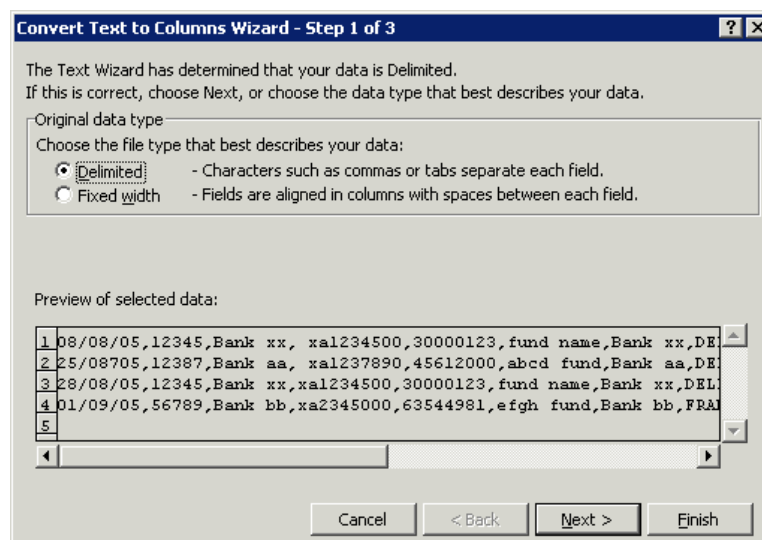 Convert Text to Columns Wizard - Step 1 of 3
The Text Wizard has determined that your data is Delimited.
If this is correct, choose Next, or choose the data type that best describes your data.
Original data type
Choose the file type that best describes your data:
Delimited - Characters such as commas or tabs separate each field.
Fixed width - Fields are aligned in columns with spaces between each field.
Preview of selected data:
1 08/08/05,12345,Bank xx, xa1234500,30000123,fund name,Bank xx,DE
2 25/08705,12387,Bank aa, xa1237890,45612000,abcd fund,Bank aa,DE
3 28/08/05,12345,Bank xx,xa1234500,30000123,fund name,Bank xx,DEL
4 01/09/05,56789,Bank bb,xa2345000,63544981,efgh fund,Bank bb,FRA
5
Cancel < Back Next > Finish